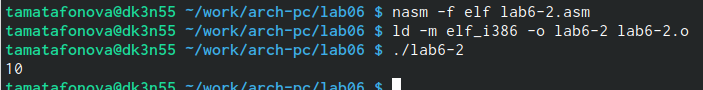 tamatafonova@dk3n55 ~/work/arch-pc/lab06 $ nasm -f elf lab6-2.asm
tamatafonova@dk3n55 ~/work/arch-pc/lab06 $ ld -m elf_i386 -o lab6-2 lab6-2.o
tamatafonova@dk3n55 ~/work/arch-pc/lab06 $ ./lab6-2
10
tamatafonova@dk3n55 ~/work/arch-pc/lab06 $